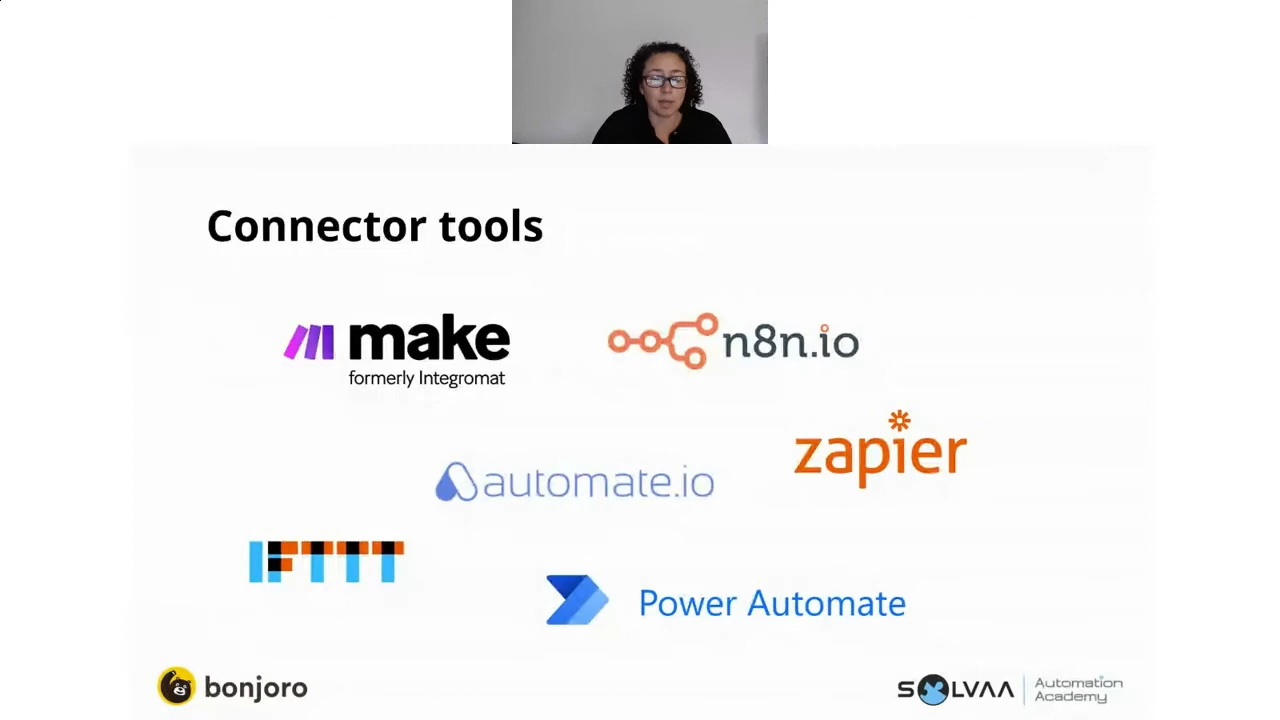 Connector tools
make
formerly Integromat
n8n.io
zapier
automate.io
IFTTT
Power Automate
bonjoro
SOLVAA
Automation
Academy